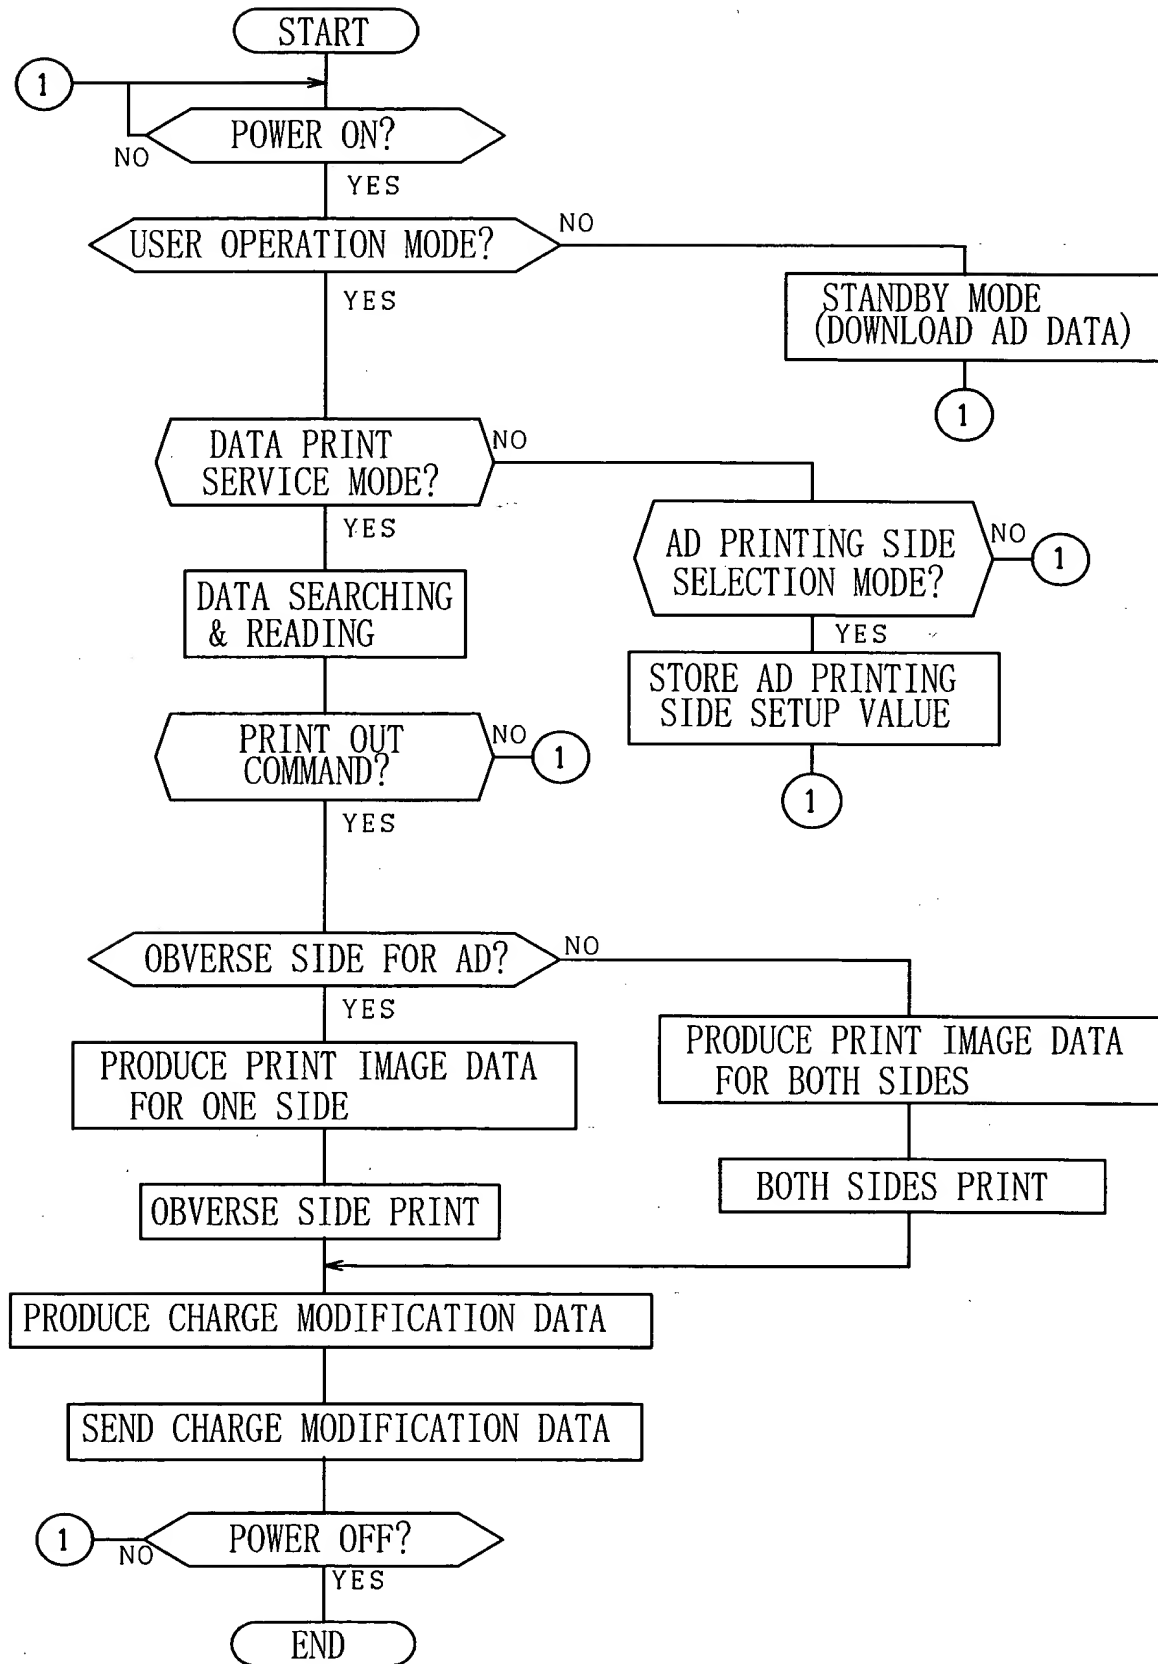 START
1
POWER ON?
NO
YES
USER OPERATION MODE?
NO
YES
STANDBY MODE
(DOWNLOAD AD DATA)
1
DATA PRINT
SERVICE MODE?
NO
YES
AD PRINTING SIDE
SELECTION MODE?
NO
1
YES
DATA SEARCHING
& READING
STORE AD PRINTING
SIDE SETUP VALUE
1
PRINT OUT
COMMAND?
NO
1
YES
OBVERSE SIDE FOR AD?
NO
YES
PRODUCE PRINT IMAGE DATA
FOR ONE SIDE
PRODUCE PRINT IMAGE DATA
FOR BOTH SIDES
OBVERSE SIDE PRINT
BOTH SIDES PRINT
PRODUCE CHARGE MODIFICATION DATA
SEND CHARGE MODIFICATION DATA
POWER OFF?
1
NO
YES
END